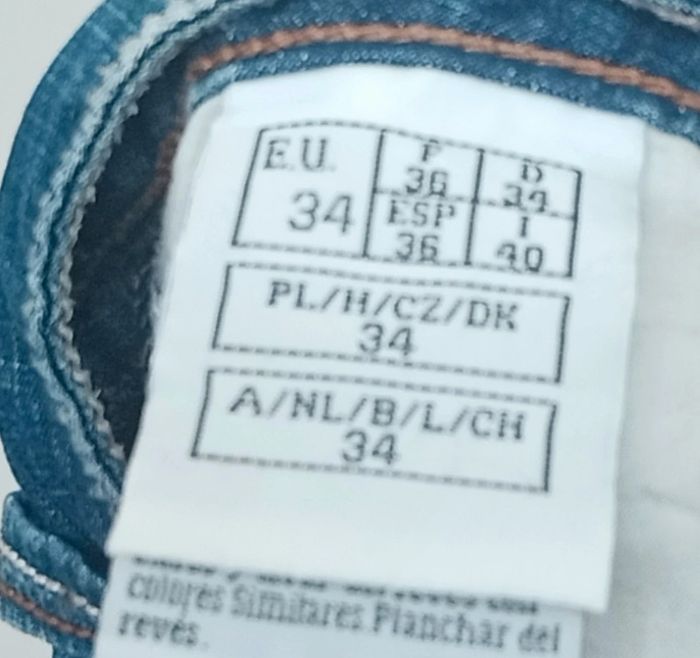 E.U.
34
F
36
D
34
ESP
36
I
40
PL/H/CZ/DK
34
A/NL/B/L/CH
34
colores Similares.Planchar del
revés.